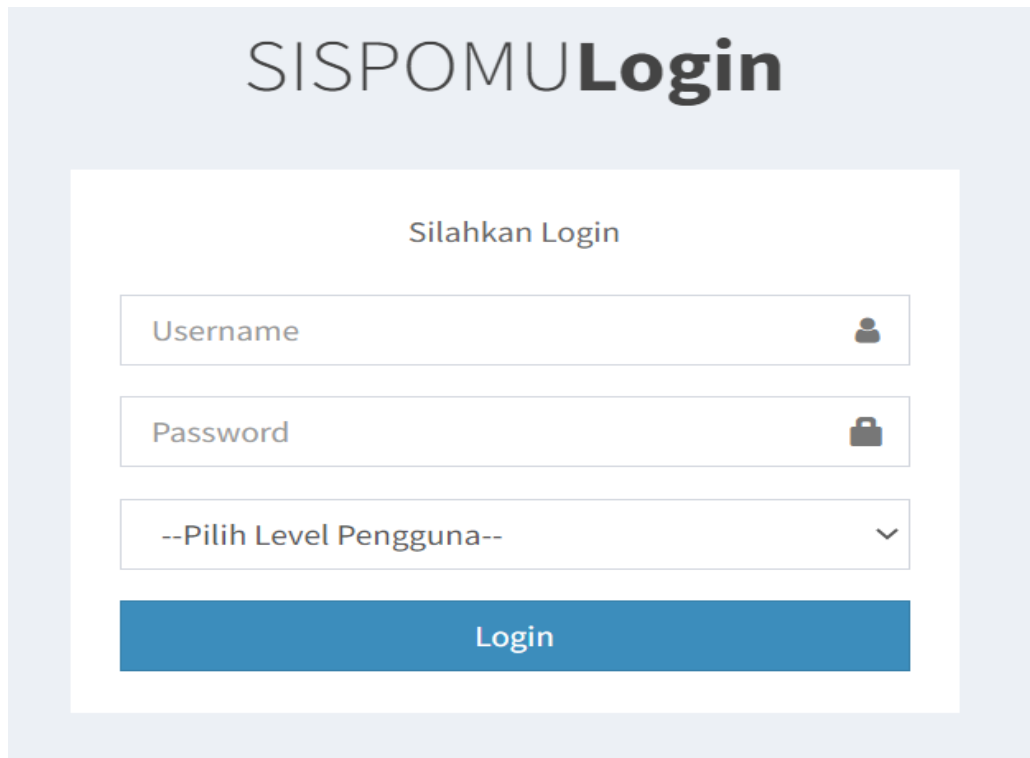 SISPOMULogin
Silahkan Login
Username
Password
--Pilih Level Pengguna--
Login